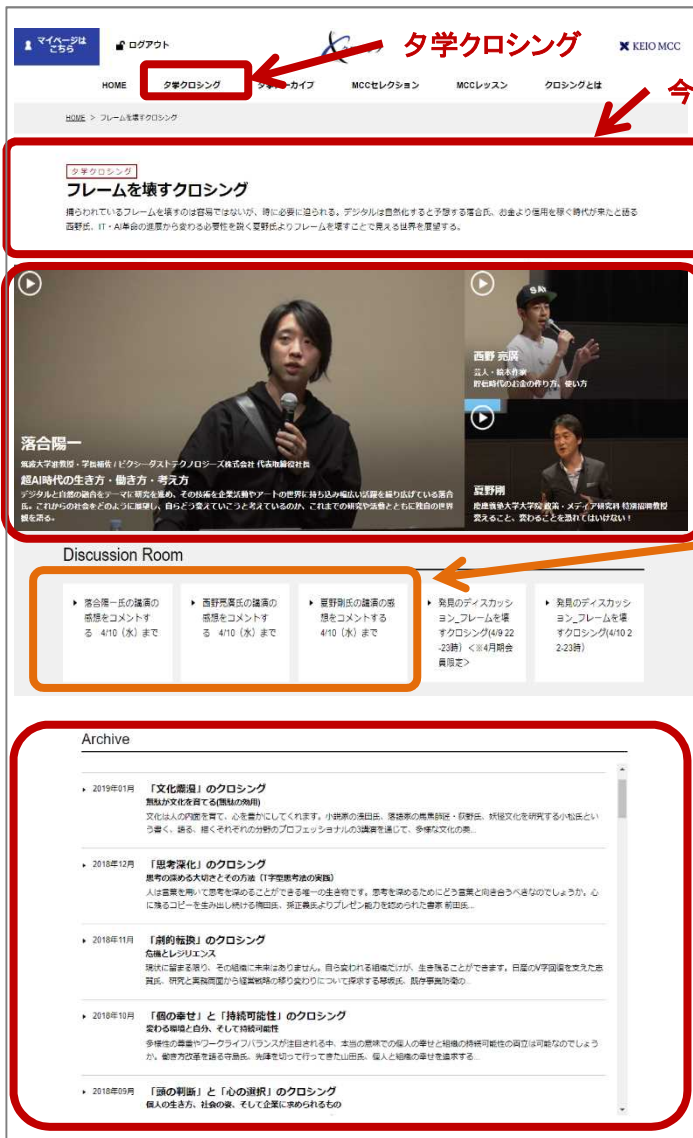 マイページは
こちら
ログアウト
夕学クロシング
KEIO MCC
HOME
夕学クロシング
MCCセレクション
MCCレッスン
クロシングとは
今
HOME > フレームを壊すクロシング
夕学クロシング
フレームを壊すクロシング
捕らわれているフレームを壊すのは容易ではないが、時に必要に迫られる。デジタルは自然化すると予想する落合氏、お金より信用を稼ぐ時代が来たと語る
西野氏、IT・AI革命の進展から変わる必要性を説く夏野氏よりフレームを壊すことで見える世界を展望する。
西野 亮廣
芸人・絵本作家
貯信時代のお金の作り方、使い方
落合陽一
筑波大学准教授・学長補佐 / ピクシーダストテクノロジーズ株式会社 代表取締役社長
超AI時代の生き方・働き方・考え方
デジタルと自然の融合をテーマに研究を進め、その技術を企業活動やアートの世界に持ち込み幅広い活躍を繰り広げている落合
氏。これからの社会をどのように展望し、自らどう変えていこうと考えているのか、これまでの研究や活動とともに独自の世界
観を語る。
夏野剛
慶應義塾大学大学院 政策・メディア研究科 特別招聘教授
変えること、変わることを恐れてはいけない！
Discussion Room
落合陽一氏の講演の
感想をコメントす
る 4/10（水）まで
西野亮廣氏の講演の
感想をコメントす
る 4/10（水）まで
夏野剛氏の講演の感
想をコメントする
4/10（水）まで
発見のディスカッシ
ョン_フレームを壊
すクロシング(4/9 22
-23時) ＜※4月期会
員限定＞
発見のディスカッシ
ョン_フレームを壊
すクロシング(4/10 2
2-23時)
Archive
2019年01月 「文化爛漫」のクロシング
無駄が文化を育てる(無駄の効用)
文化は人の内面を育て、心を豊かにしてくれます。小説家の浅田氏、落語家の馬馬師匠・荻野氏、妖怪文化を研究する小松氏とい
う書く、語る、描くそれぞれの分野のプロフェッショナルの3講演を通じて、多様な文化の奥...
2018年12月 「思考深化」のクロシング
思考の深める大切さとその方法（T字型思考法の実践）
人は言葉を用いて思考を深めることができる唯一の生き物です。思考を深めるためにどう言葉と向き合うべきなのでしょうか。心
に残るコピーを生み出し続ける梅田氏、孫正義氏よりプレゼン能力を認められた書家 前田氏...
2018年11月 「劇的転換」のクロシング
危機とレジリエンス
現状に留まる限り、その組織に未来はありません。自ら変われる組織だけが、生き残ることができます。日産のV字回復を支えた志
賀氏、研究と実務両面から経営戦略の移り変わりについて探求する琴坂氏、既存事業防衛の...
2018年10月 「個の幸せ」と「持続可能性」のクロシング
変わる環境と自分、そして持続可能性
多様性の尊重やワークライフバランスが注目される中、本当の意味での個人の幸せと組織の持続可能性の両立は可能なのでしょう
か。働き方改革を語る寺島氏、先陣を切って行ってきた山田氏、個人と組織の幸せを追求する...
2018年09月 「頭の判断」と「心の選択」のクロシング
個人の生き方、社会の姿、そして企業に求められるもの